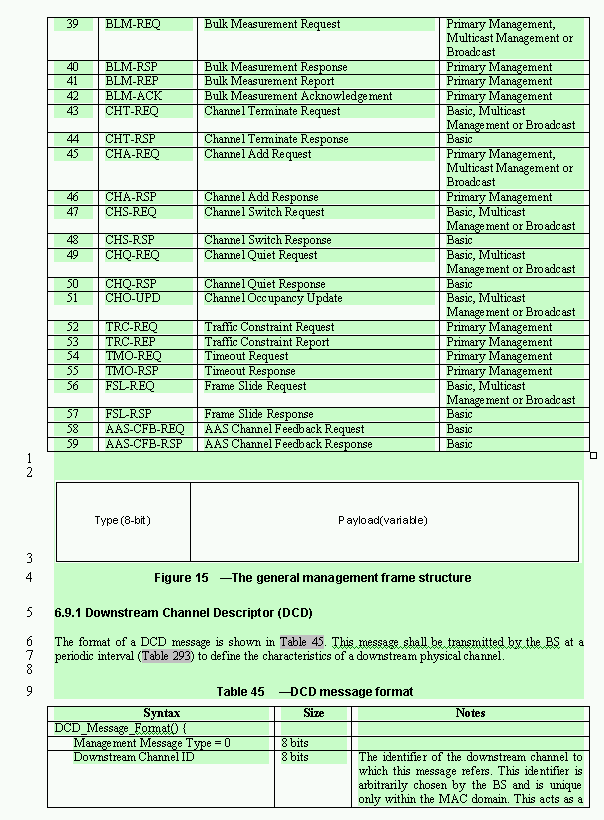 39 BLM-REQ Bulk Measurement Request Primary Management,
Multicast Management or
Broadcast
40 BLM-RSP Bulk Measurement Response Primary Management
41 BLM-REP Bulk Measurement Report Primary Management
42 BLM-ACK Bulk Measurement Acknowledgement Primary Management
43 CHT-REQ Channel Terminate Request Basic, Multicast
Management or Broadcast
44 CHT-RSP Channel Terminate Response Basic
45 CHA-REQ Channel Add Request Primary Management,
Multicast Management or
Broadcast
46 CHA-RSP Channel Add Response Primary Management
47 CHS-REQ Channel Switch Request Basic, Multicast
Management or Broadcast
48 CHS-RSP Channel Switch Response Basic
49 CHQ-REQ Channel Quiet Request Basic, Multicast
Management or Broadcast
50 CHQ-RSP Channel Quiet Response Basic
51 CHO-UPD Channel Occupancy Update Basic, Multicast
Management or Broadcast
52 TRC-REQ Traffic Constraint Request Primary Management
53 TRC-REP Traffic Constraint Report Primary Management
54 TMO-REQ Timeout Request Primary Management
55 TMO-RSP Timeout Response Primary Management
56 FSL-REQ Frame Slide Request Basic, Multicast
Management or Broadcast
57 FSL-RSP Frame Slide Response Basic
58 AAS-CFB-REQ AAS Channel Feedback Request Basic
59 AAS-CFB-RSP AAS Channel Feedback Response Basic
1
2
Type (8-bit) Payload(variable)
3
4 Figure 15 —The general management frame structure
5 6.9.1 Downstream Channel Descriptor (DCD)
6 The format of a DCD message is shown in Table 45. This message shall be transmitted by the BS at a
7 periodic interval (Table 293) to define the characteristics of a downstream physical channel.
8
9 Table 45 —DCD message format
Syntax Size Notes
DCD_Message_Format() {
Management Message Type = 0 8 bits
Downstream Channel ID 8 bits The identifier of the downstream channel to
which this message refers. This identifier is
arbitrarily chosen by the BS and is unique
only within the MAC domain. This acts as a